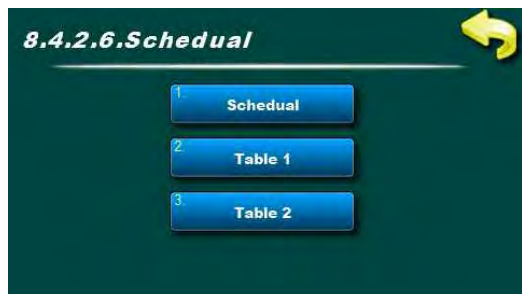 8.4.2.6.Schedual
1.
Schedual
2.
Table 1
3.
Table 2